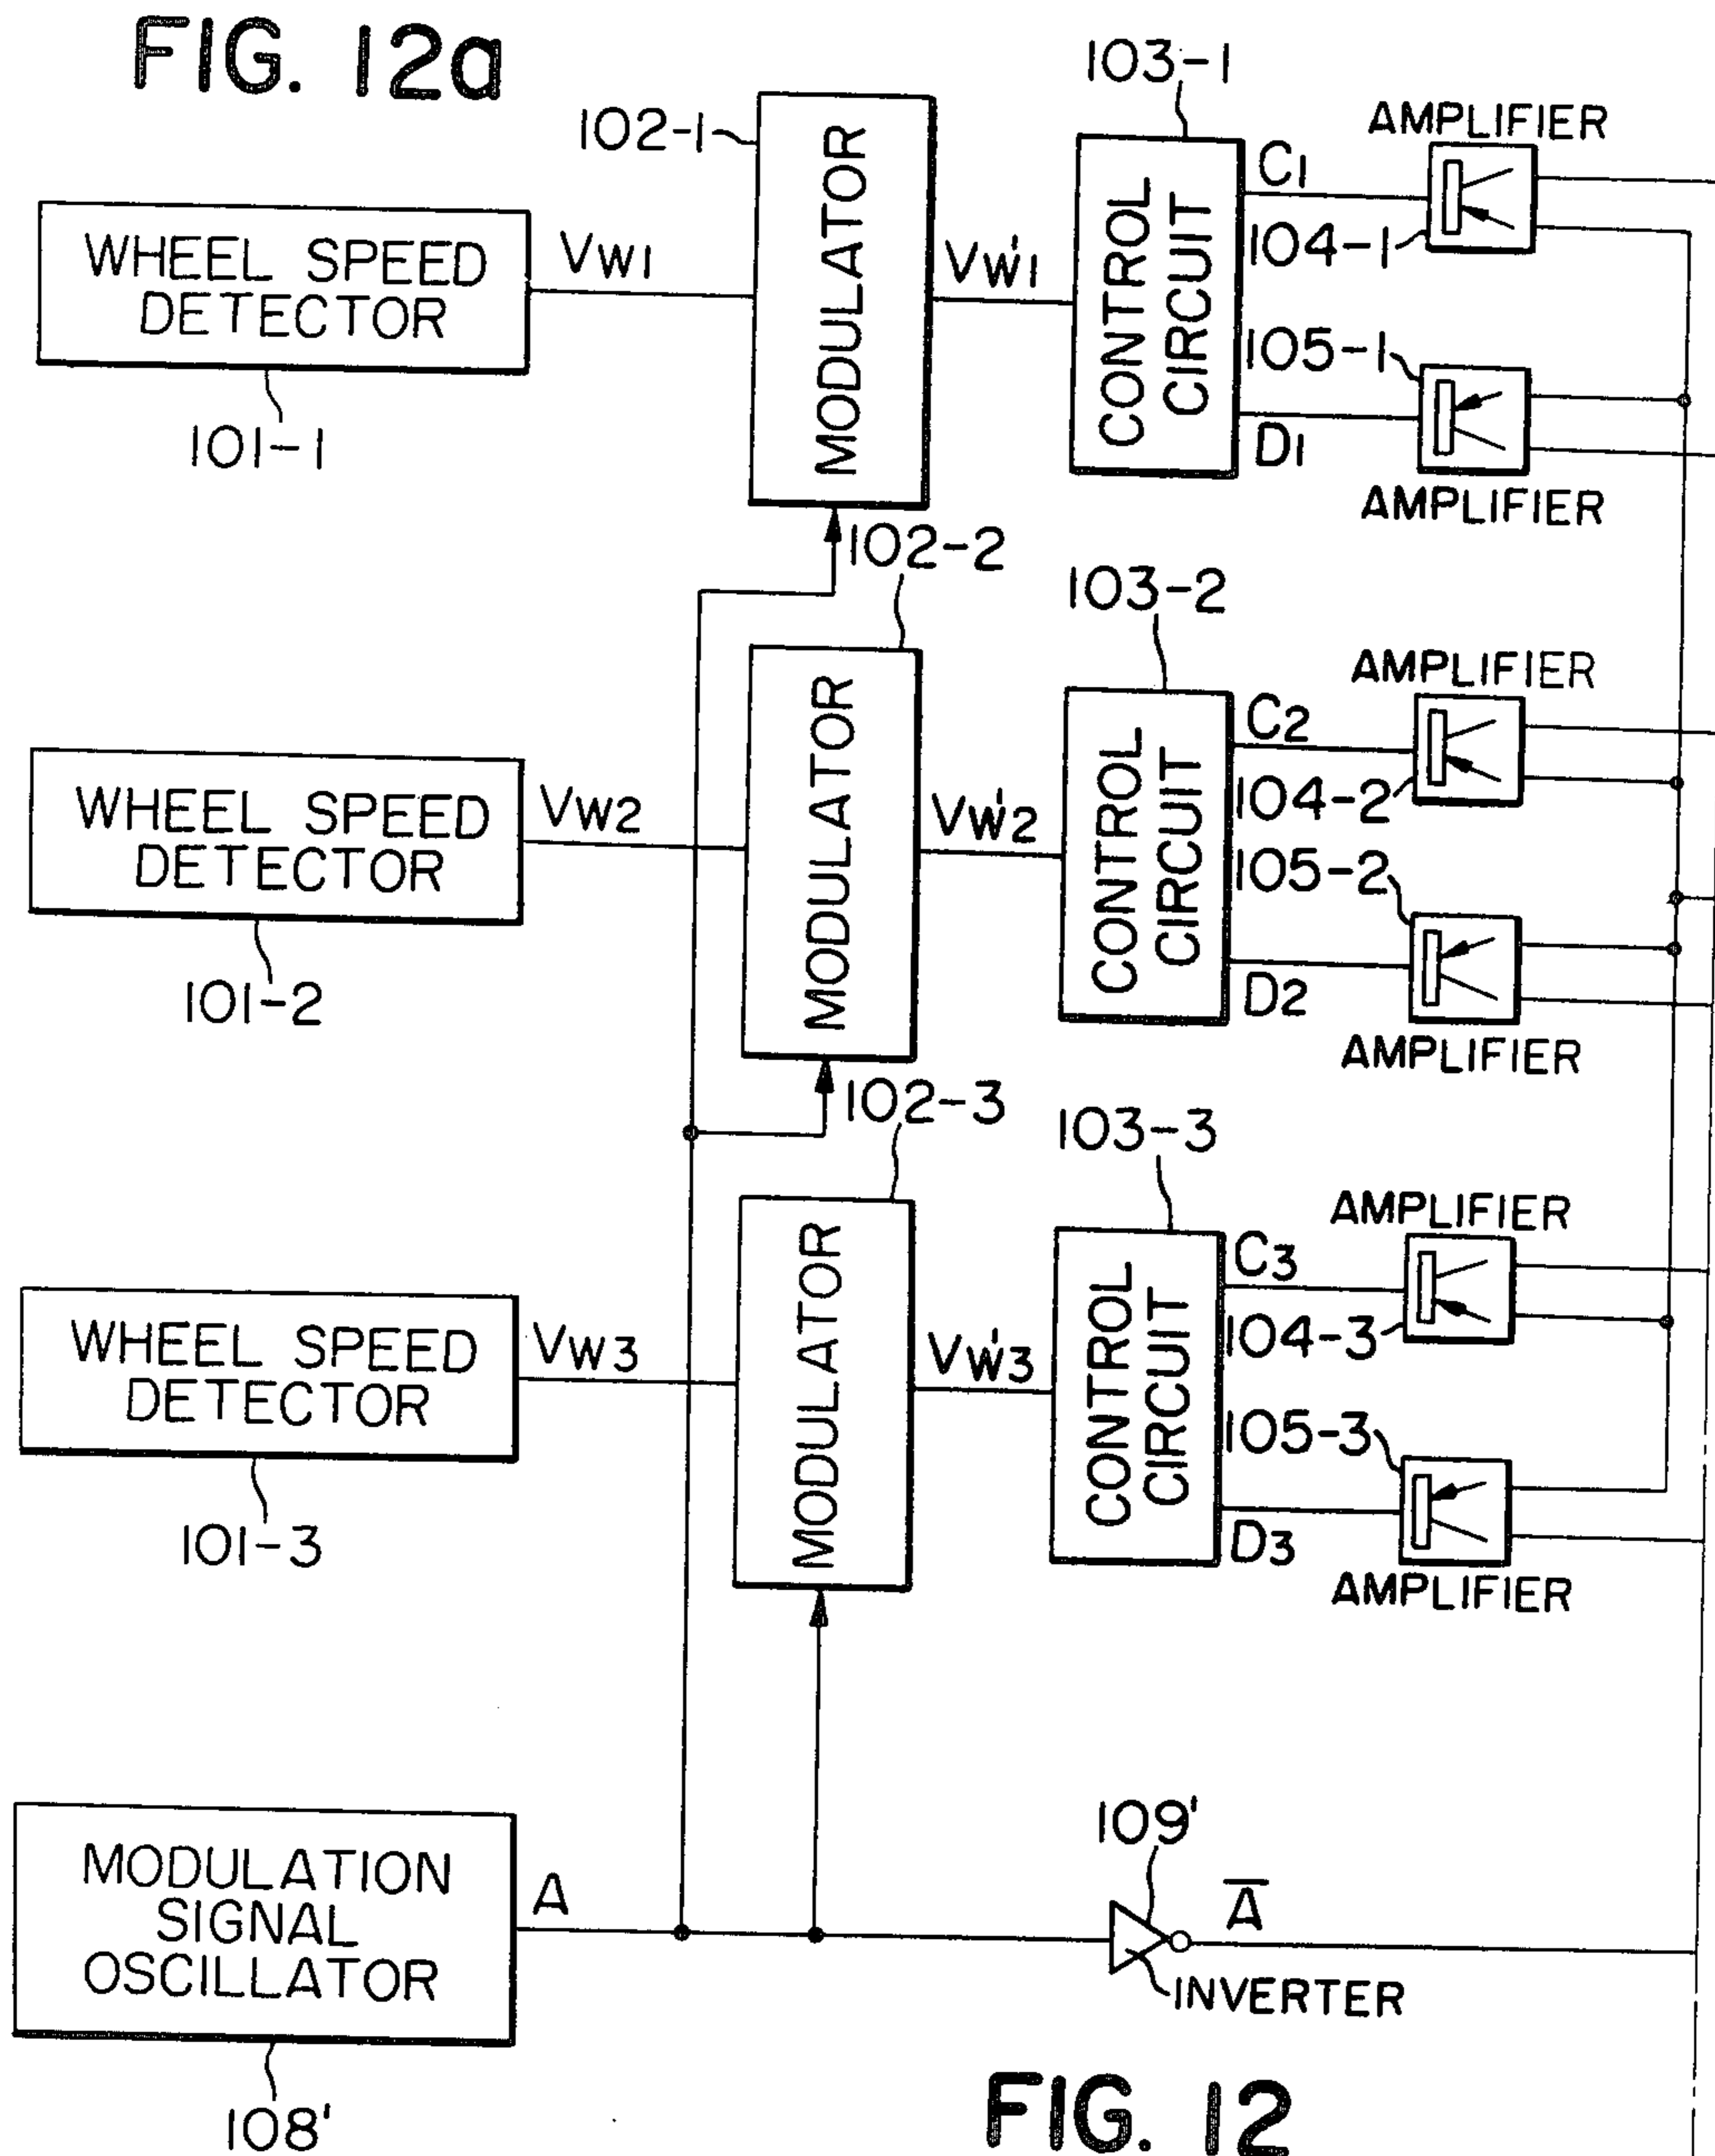 FIG. 12a
103-1
102-1
AMPLIFIER
MODULATOR
CONTROL
CIRCUIT
C1
104-1
WHEEL SPEED
DETECTOR
VW1
VW'1
105-1
D1
101-1
AMPLIFIER
102-2
103-2
AMPLIFIER
MODULATOR
CONTROL
CIRCUIT
C2
104-2
WHEEL SPEED
DETECTOR
VW2
VW'2
105-2
D2
101-2
AMPLIFIER
102-3
103-3
AMPLIFIER
MODULATOR
CONTROL
CIRCUIT
C3
104-3
WHEEL SPEED
DETECTOR
VW3
VW'3
105-3
D3
101-3
AMPLIFIER
109'
MODULATION
SIGNAL
OSCILLATOR
A
A̅
INVERTER
108'
FIG. 12